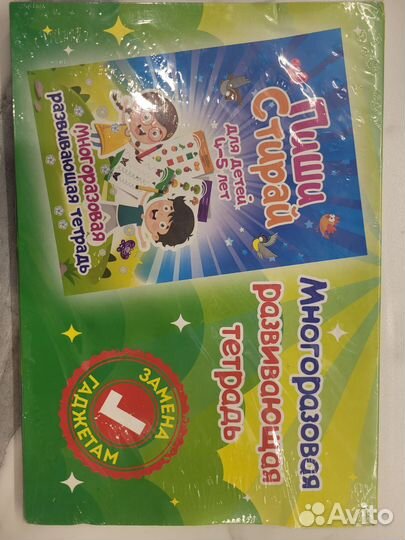 Пиши
Стирай
для детей
4-5 лет
многоразовая
развивающая тетрадь
Многоразовая
развивающая
тетрадь
ЗАМЕНА
ГАДЖЕТАМ
Avito